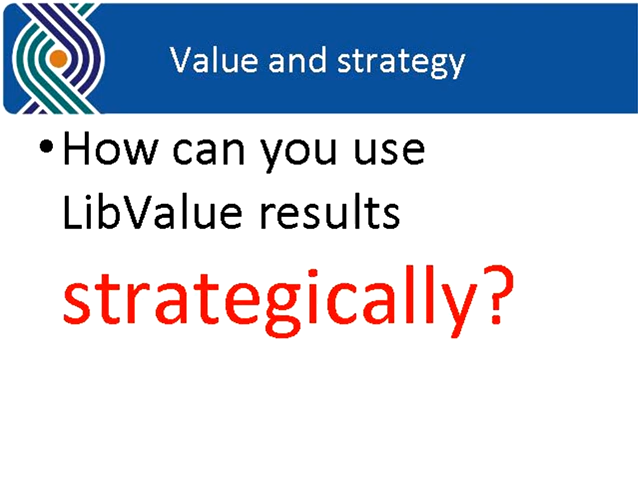 Value and strategy
•How can you use
LibValue results
strategically?